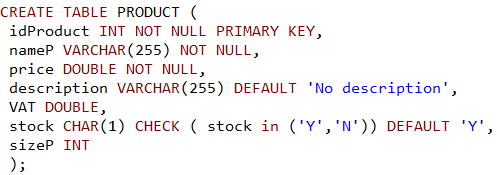 CREATE TABLE PRODUCT (
idProduct INT NOT NULL PRIMARY KEY,
nameP VARCHAR(255) NOT NULL,
price DOUBLE NOT NULL,
description VARCHAR(255) DEFAULT 'No description',
VAT DOUBLE,
stock CHAR(1) CHECK ( stock in ('Y','N')) DEFAULT 'Y',
sizeP INT
);